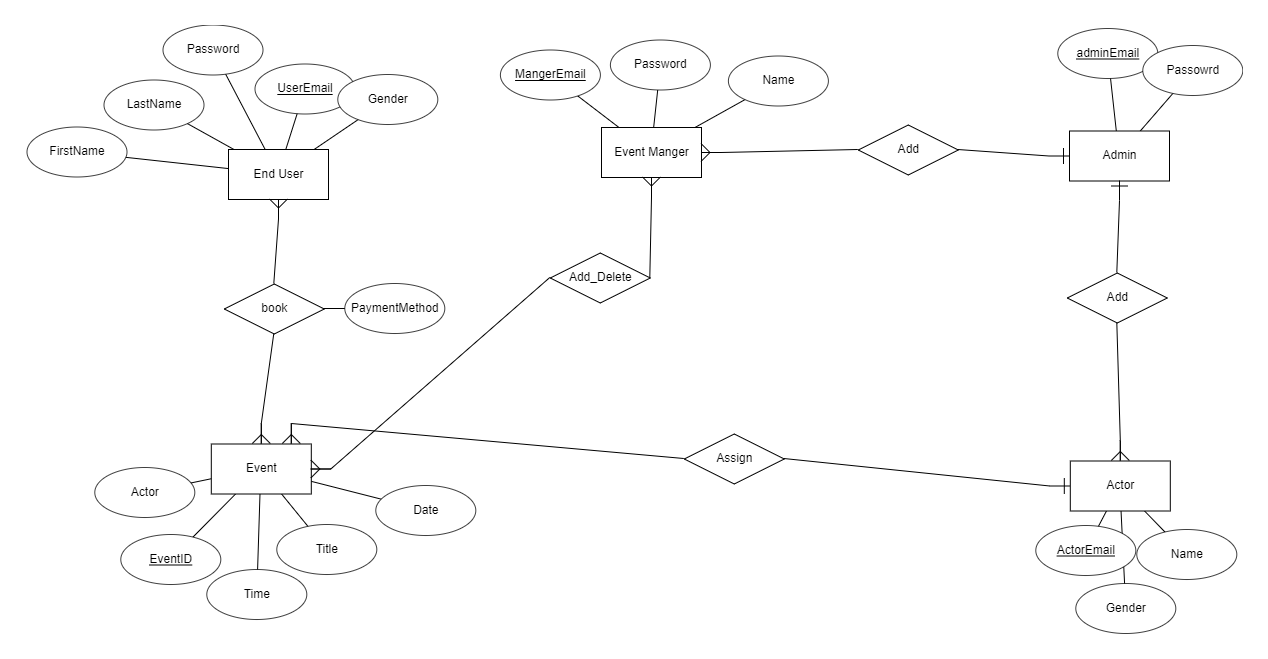 Password
UserEmail
Gender
LastName
FirstName
End User
MangerEmail
Password
Name
Event Manger
Add
adminEmail
Passowrd
Admin
Add_Delete
Add
book
PaymentMethod
Assign
Event
Actor
EventID
Time
Title
Date
Actor
ActorEmail
Name
Gender